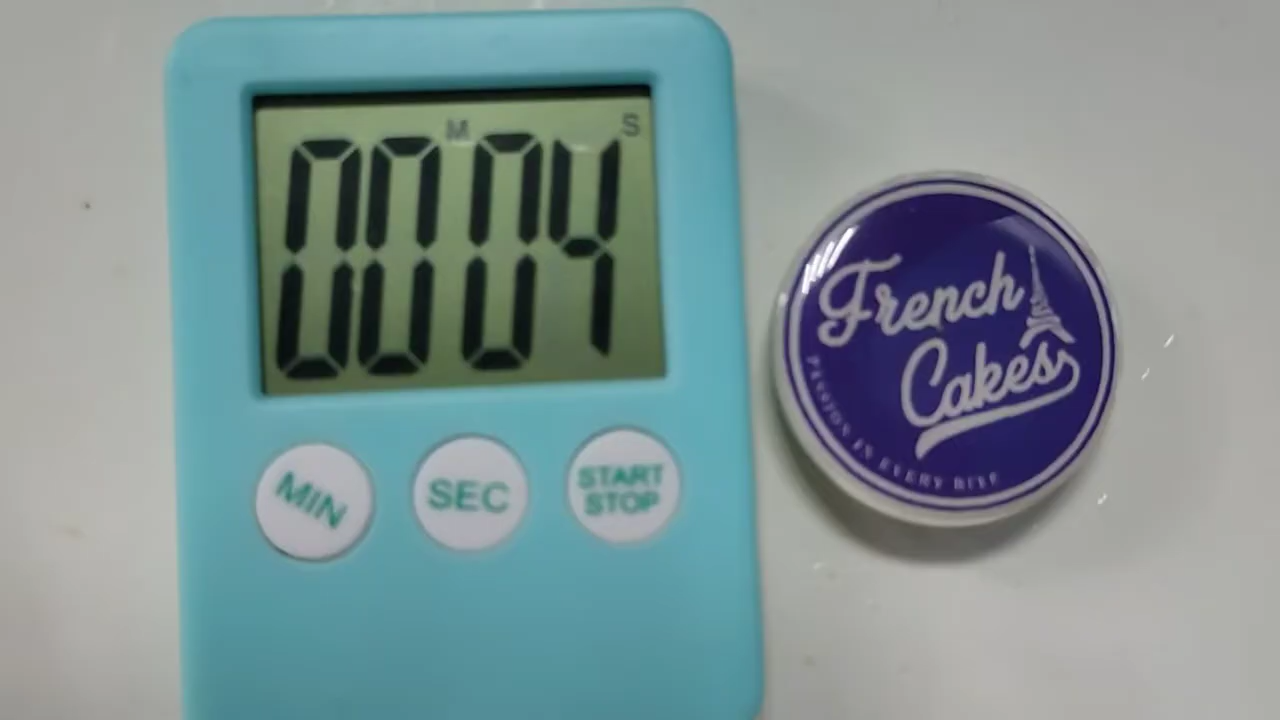 M S
00 04
MIN SEC START
STOP
French
Cakes
PASSION IN EVERY BITE